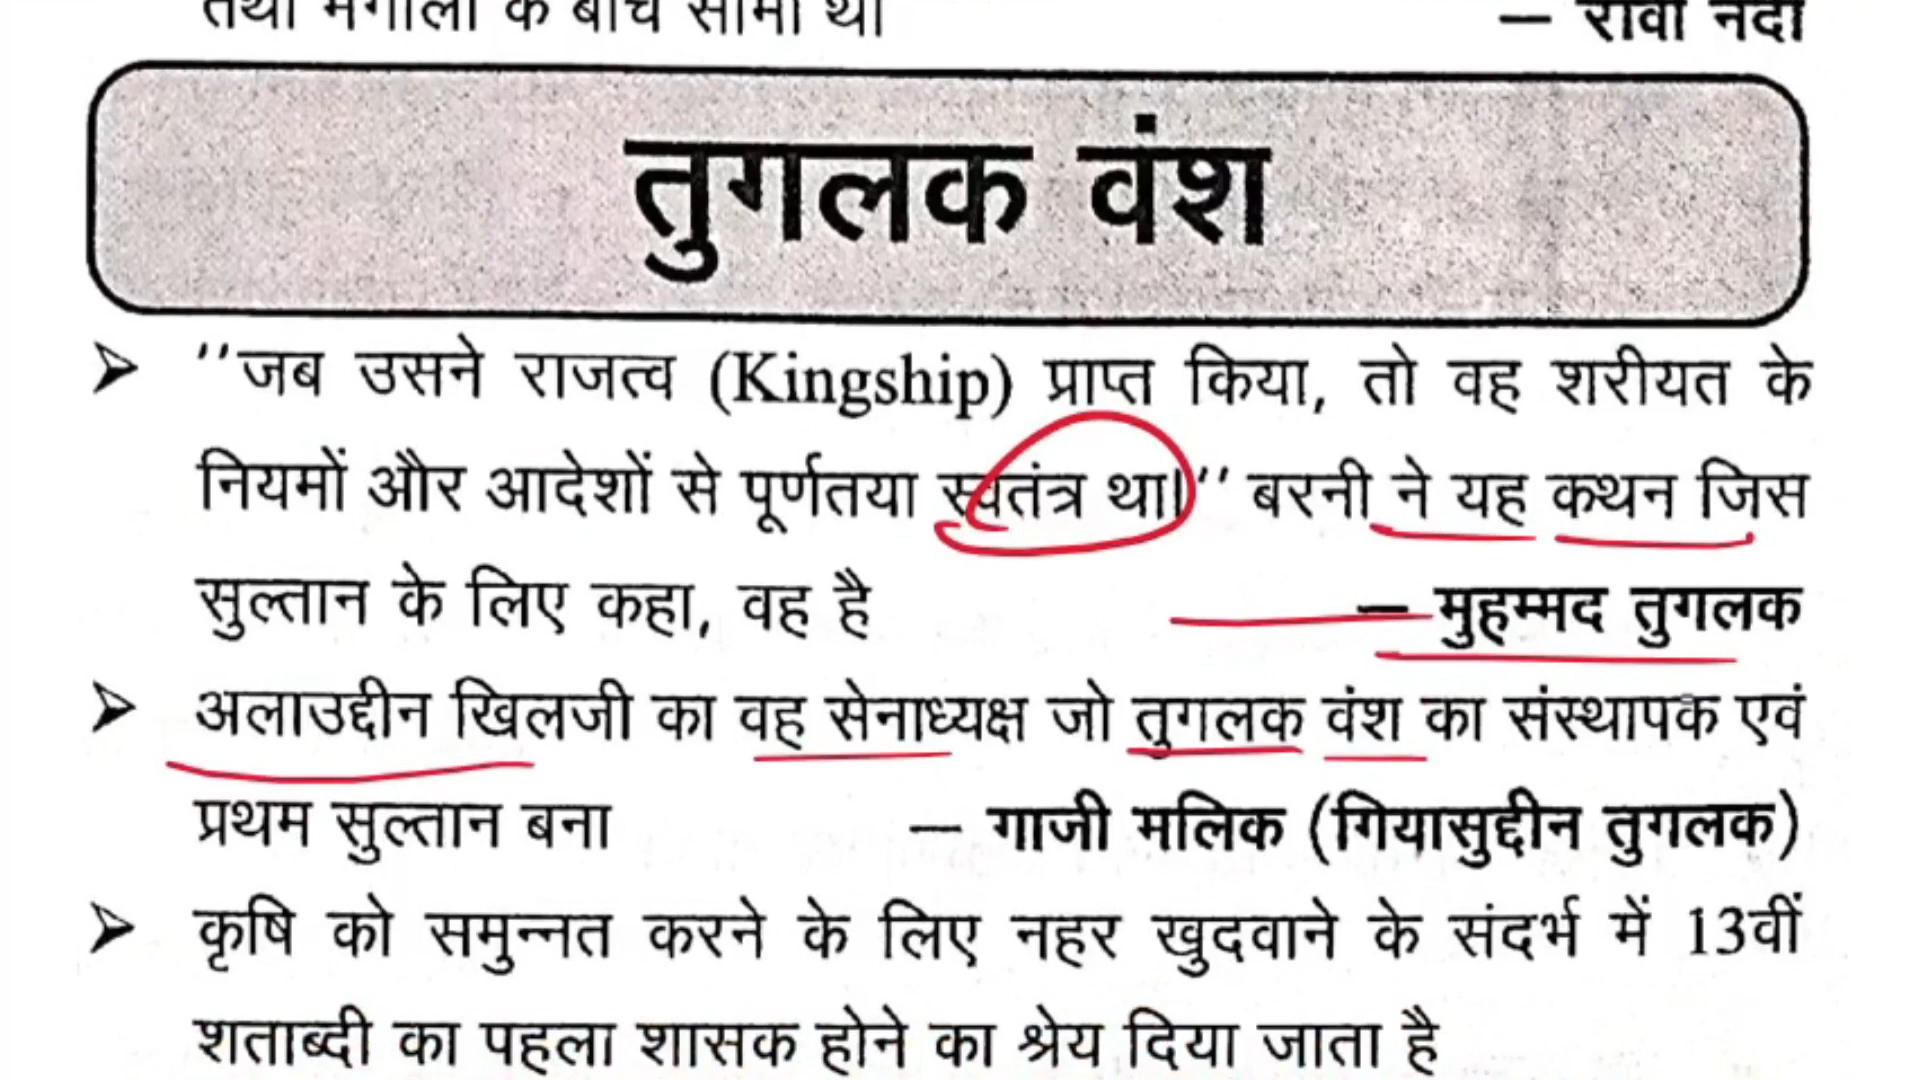 तथा मंगोलों के बीच सीमा थी — रावी नदी
तुगलक वंश
➢ ''जब उसने राजत्व (Kingship) प्राप्त किया, तो वह शरीयत के
नियमों और आदेशों से पूर्णतया स्वतंत्र था।'' बरनी ने यह कथन जिस
सुल्तान के लिए कहा, वह है — मुहम्मद तुगलक
➢ अलाउद्दीन खिलजी का वह सेनाध्यक्ष जो तुगलक वंश का संस्थापक एवं
प्रथम सुल्तान बना — गाजी मलिक (गियासुद्दीन तुगलक)
➢ कृषि को समुन्नत करने के लिए नहर खुदवाने के संदर्भ में 13वीं
शताब्दी का पहला शासक होने का श्रेय दिया जाता है